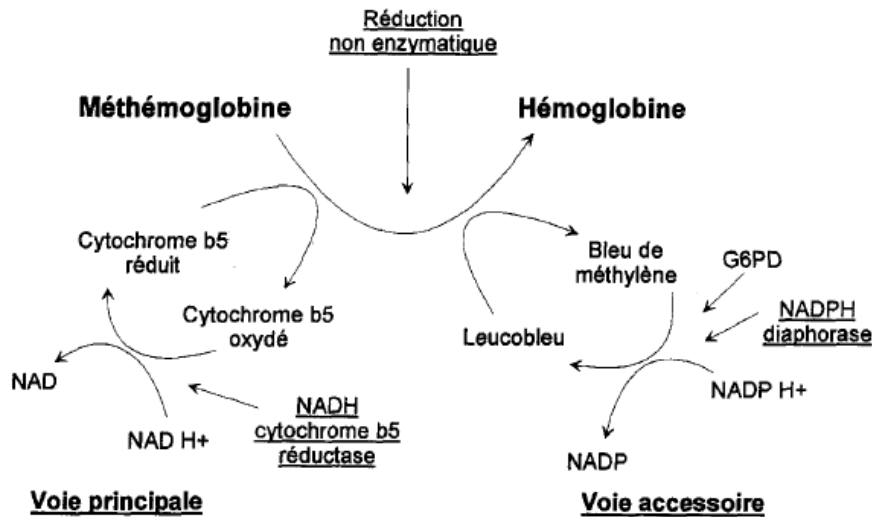 Réduction
non enzymatique
Méthémoglobine
Hémoglobine
Cytochrome b5
réduit
Cytochrome b5
oxydé
NAD
NAD H+
NADH
cytochrome b5
réductase
Voie principale
Bleu de
méthylène
G6PD
NADPH
diaphorase
Leucobleu
NADP H+
NADP
Voie accessoire